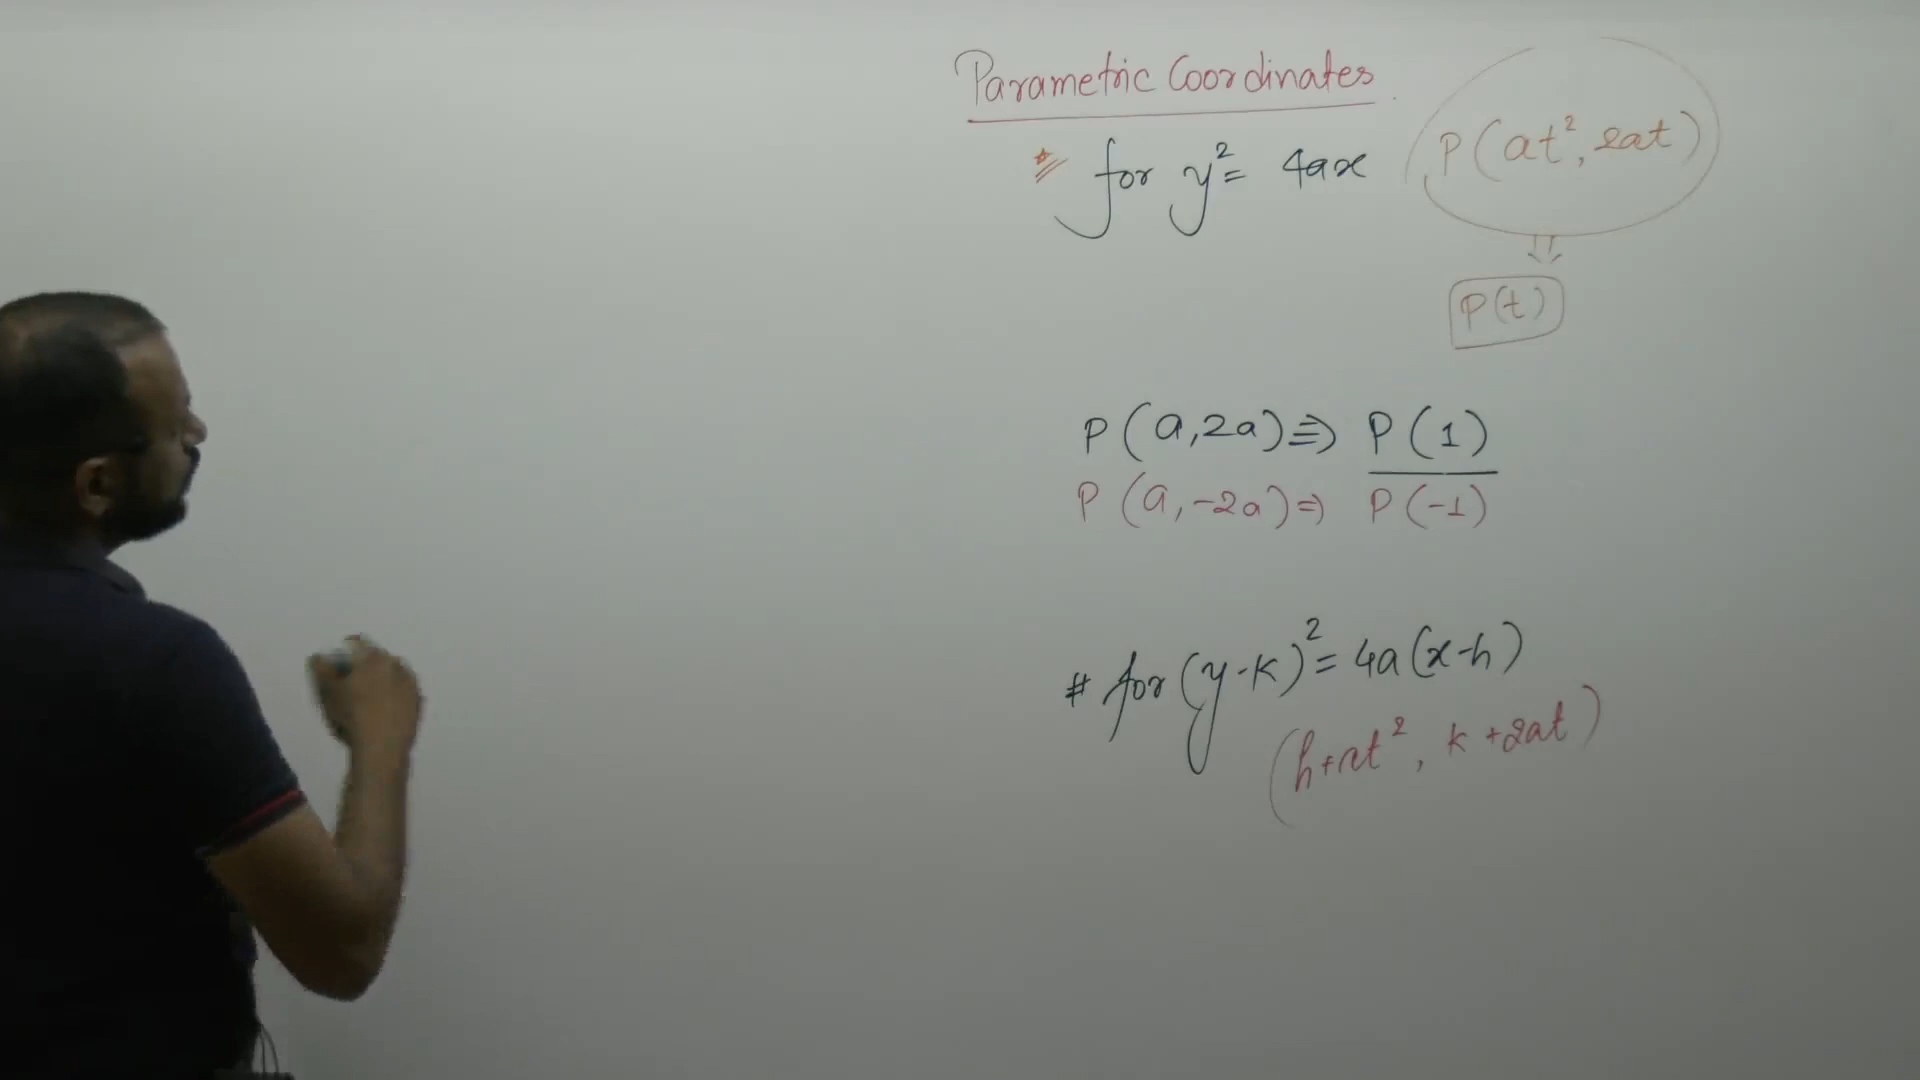 Parametric Coordinates
* for y² = 4ax P(at², 2at)
⇓
P(t)
P(a, 2a) ⇒ P(1)
P(a, -2a) ⇒ P(-1)
# for (y-k)² = 4a(x-h)
(h+at², k+2at)